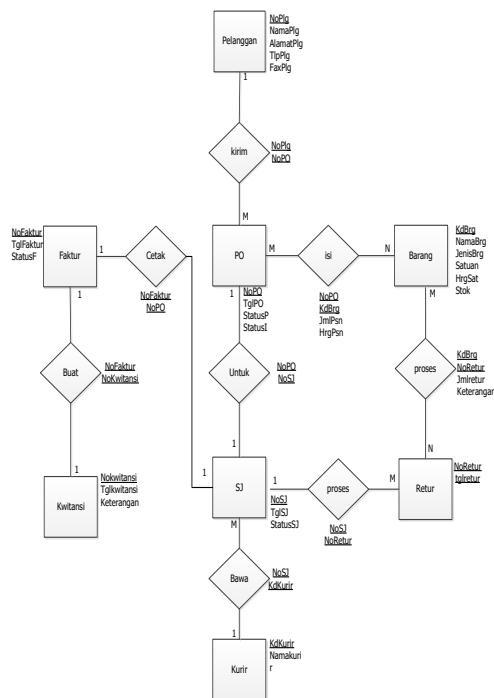 Pelanggan
NoPlg
NamaPlg
AlamatPlg
TlpPlg
FaxPlg
1
kirim
NoPlg
NoPO
M
NoFaktur
TglFaktur
StatusF
Faktur
1
Cetak
NoFaktur
NoPO
PO
M
isi
NoPO
KdBrg
JmlPsn
HrgPsn
N
Barang
KdBrg
NamaBrg
JenisBrg
Satuan
HrgSat
Stok
1
1
NoPO
TglPO
StatusP
StatusI
M
Buat
NoFaktur
NoKwitansi
Untuk
NoPO
NoSJ
proses
KdBrg
NoRetur
Jmlretur
Keterangar
1
1
N
Kwitansi
Nokwitansi
Tglkwitansi
Keterangan
1
SJ
NoSJ
TglSJ
StatusSJ
1
proses
NoSJ
NoRetur
M
Retur
NoRetur
tglretur
M
Bawa
NoSJ
KdKurir
1
Kurir
KdKurir
Namakuri
r